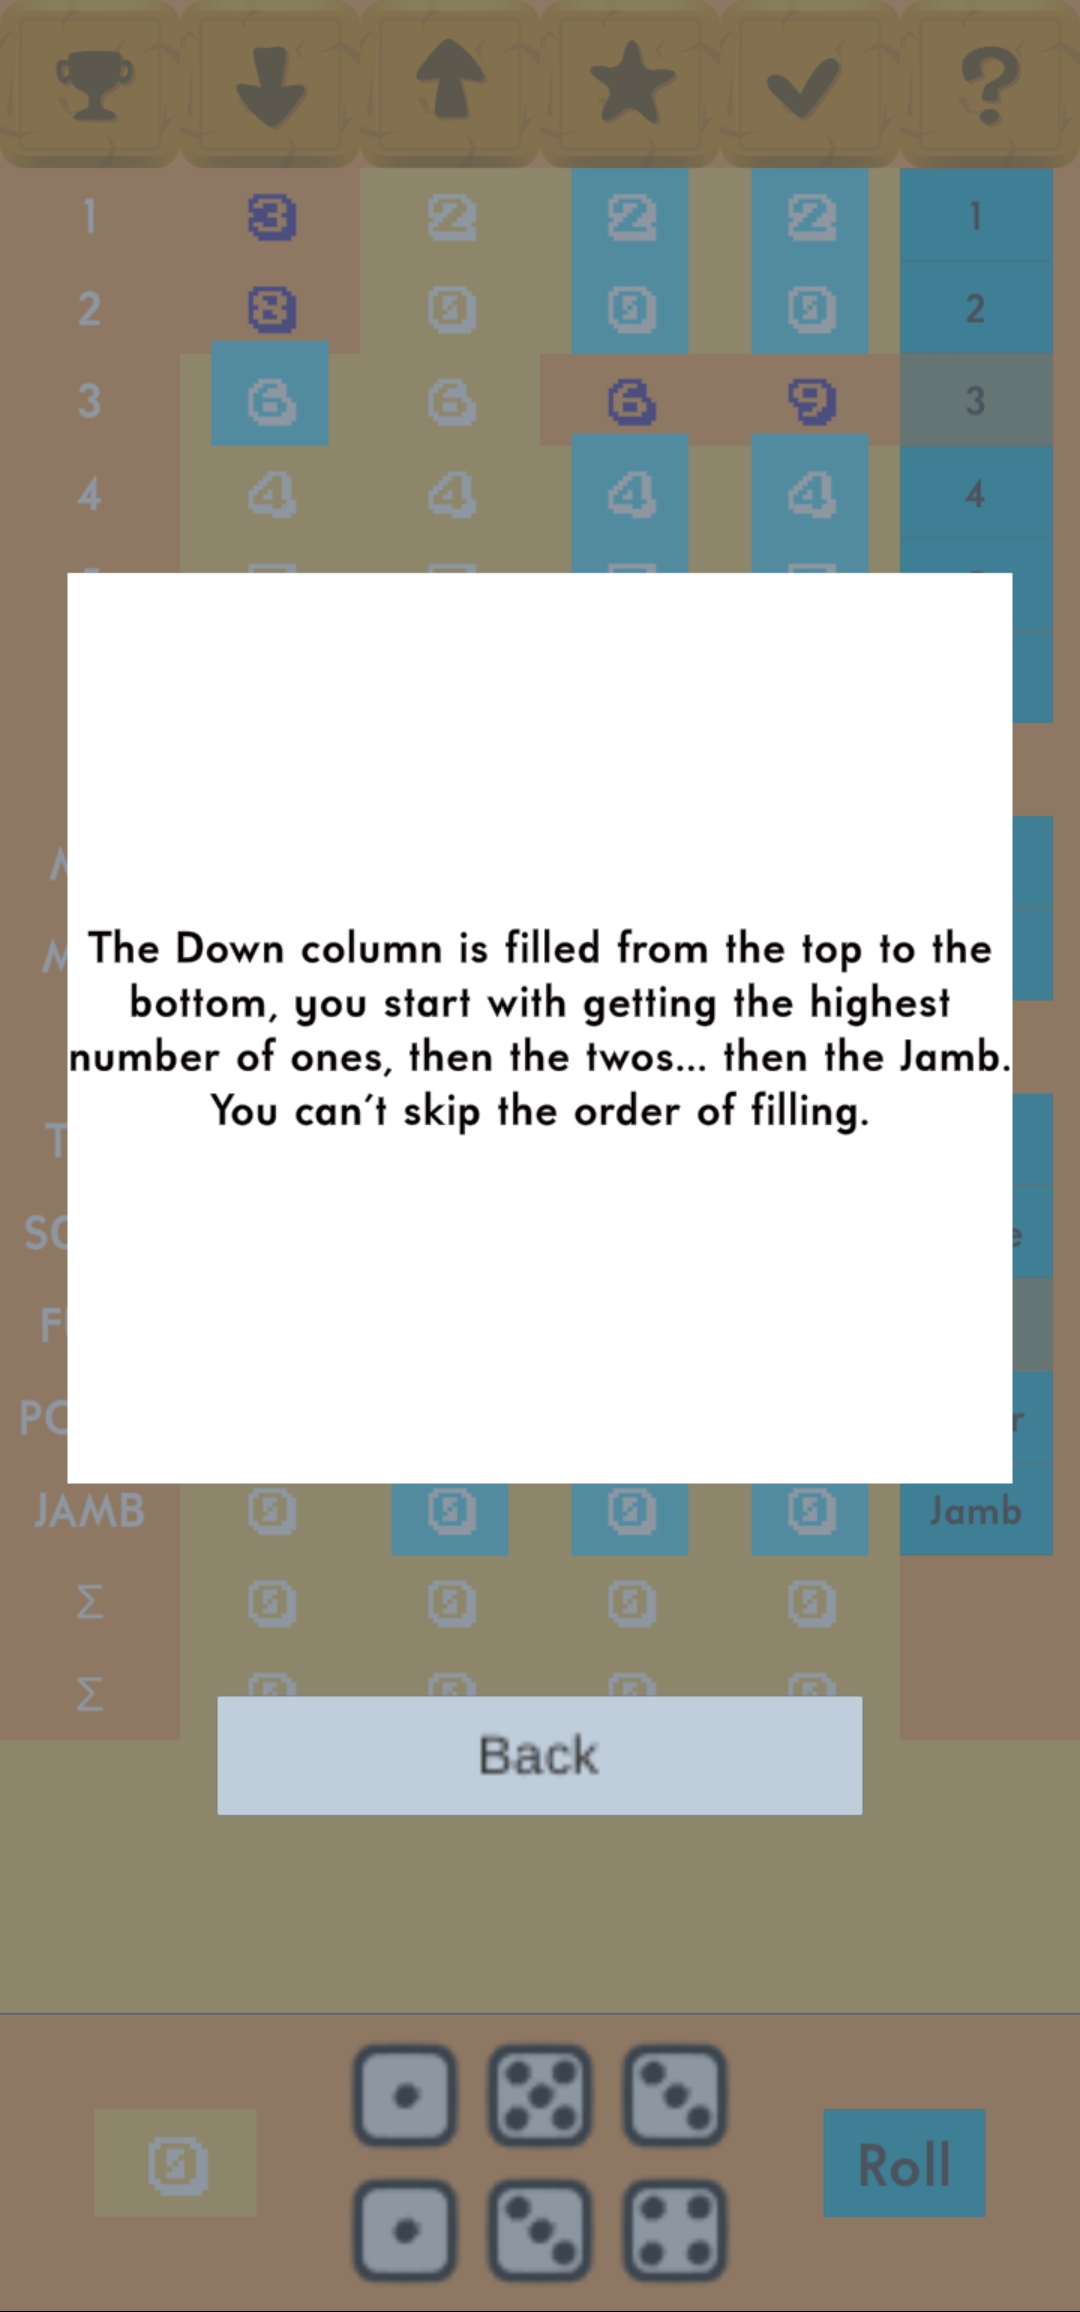 ?
1 3 2 2 2 1
2 8 0 0 0 2
3 6 6 6 9 3
4 4 4 4 4 4
The Down column is filled from the top to the
bottom, you start with getting the highest
number of ones, then the twos... then the Jamb.
You can´t skip the order of filling.
JAMB 0 0 0 0 Jamb
Σ 0 0 0 0
Σ
Back
0 Roll